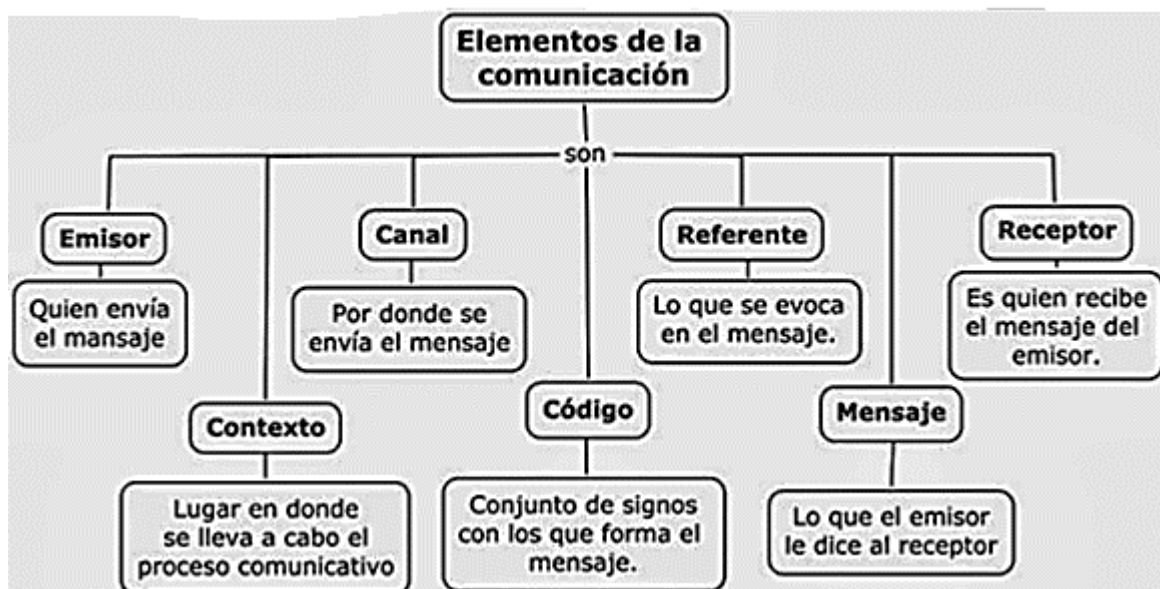 Elementos de la
comunicación
son
Emisor
Quien envía
el mansaje
Contexto
Lugar en donde
se lleva a cabo el
proceso comunicativo
Canal
Por donde se
envía el mensaje
Código
Conjunto de signos
con los que forma el
mensaje.
Referente
Lo que se evoca
en el mensaje.
Mensaje
Lo que el emisor
le dice al receptor
Receptor
Es quien recibe
el mensaje del
emisor.